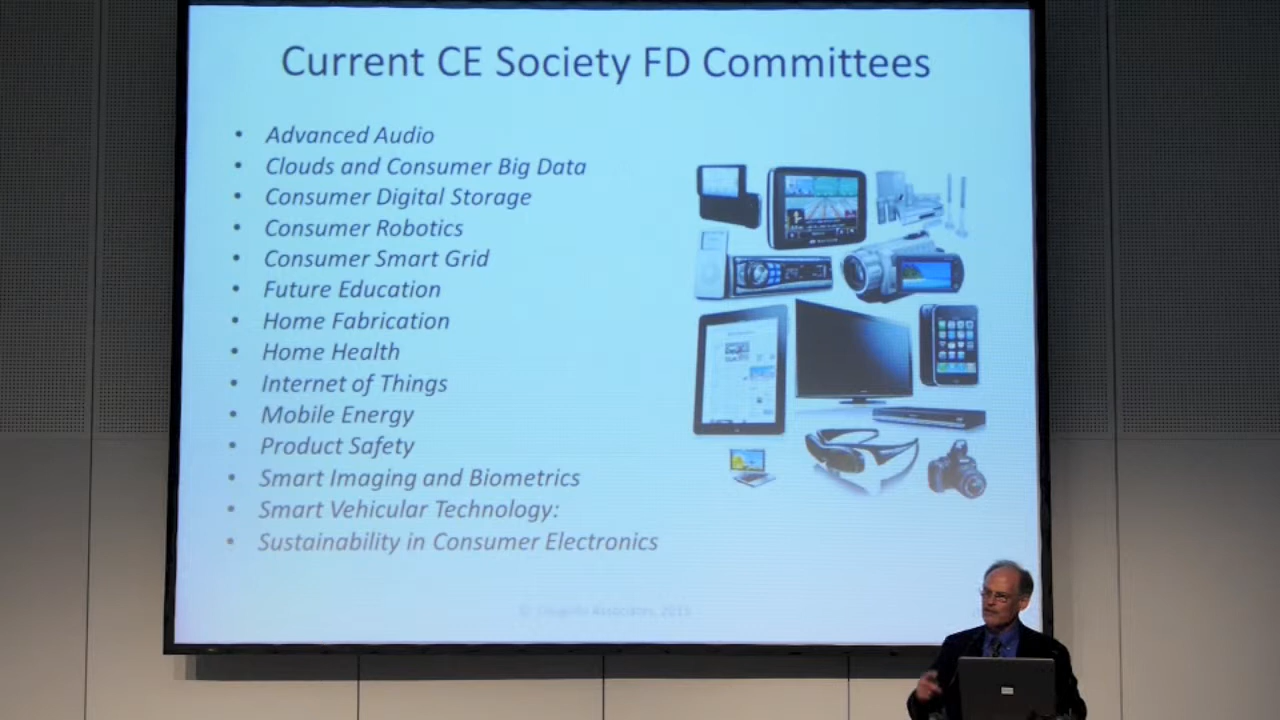 Current CE Society FD Committees
• Advanced Audio
• Clouds and Consumer Big Data
• Consumer Digital Storage
• Consumer Robotics
• Consumer Smart Grid
• Future Education
• Home Fabrication
• Home Health
• Internet of Things
• Mobile Energy
• Product Safety
• Smart Imaging and Biometrics
• Smart Vehicular Technology:
• Sustainability in Consumer Electronics
© Associates, 2015